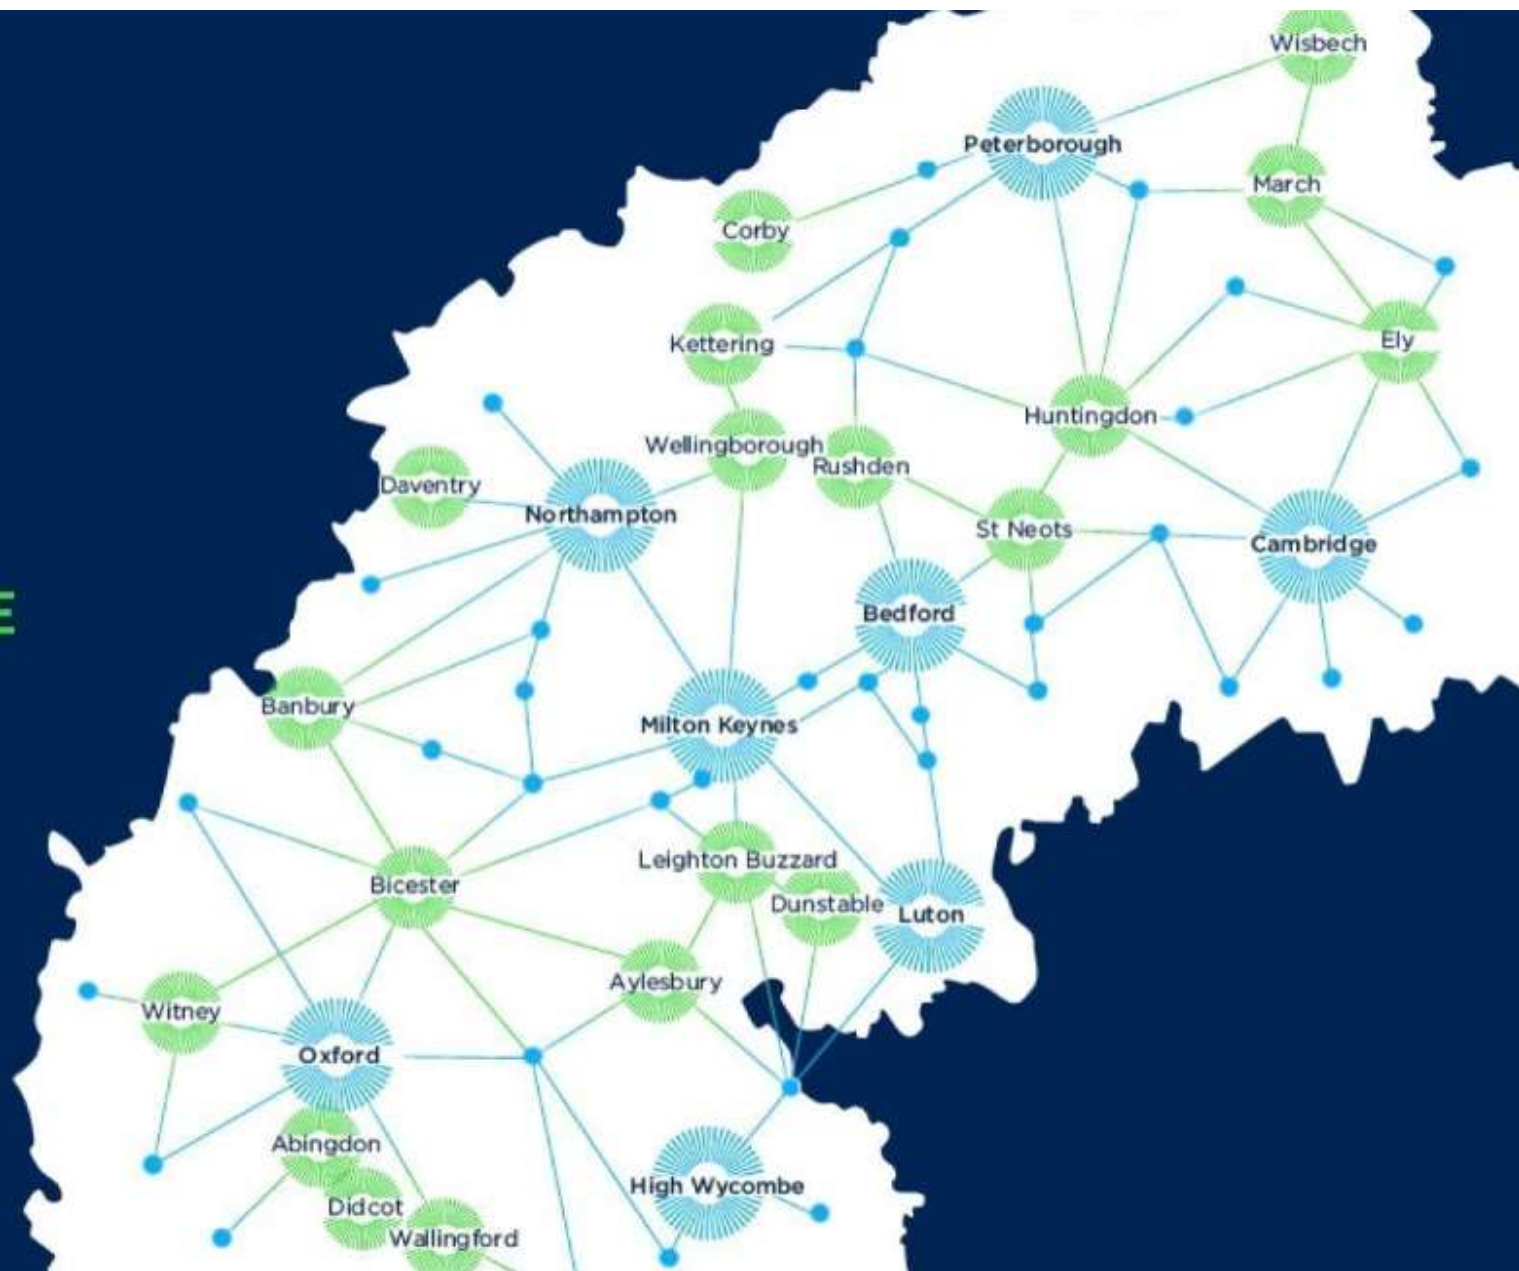 Wisbech
Peterborough
March
Corby
Kettering
Ely
Huntingdon
Wellingborough
Rushden
Daventry
Northampton
St Neots
Cambridge
E
Bedford
Banbury
Milton Keynes
Leighton Buzzard
Bicester
Dunstable
Luton
Aylesbury
Witney
Oxford
Abingdon
High Wycombe
Didcot
Wallingford